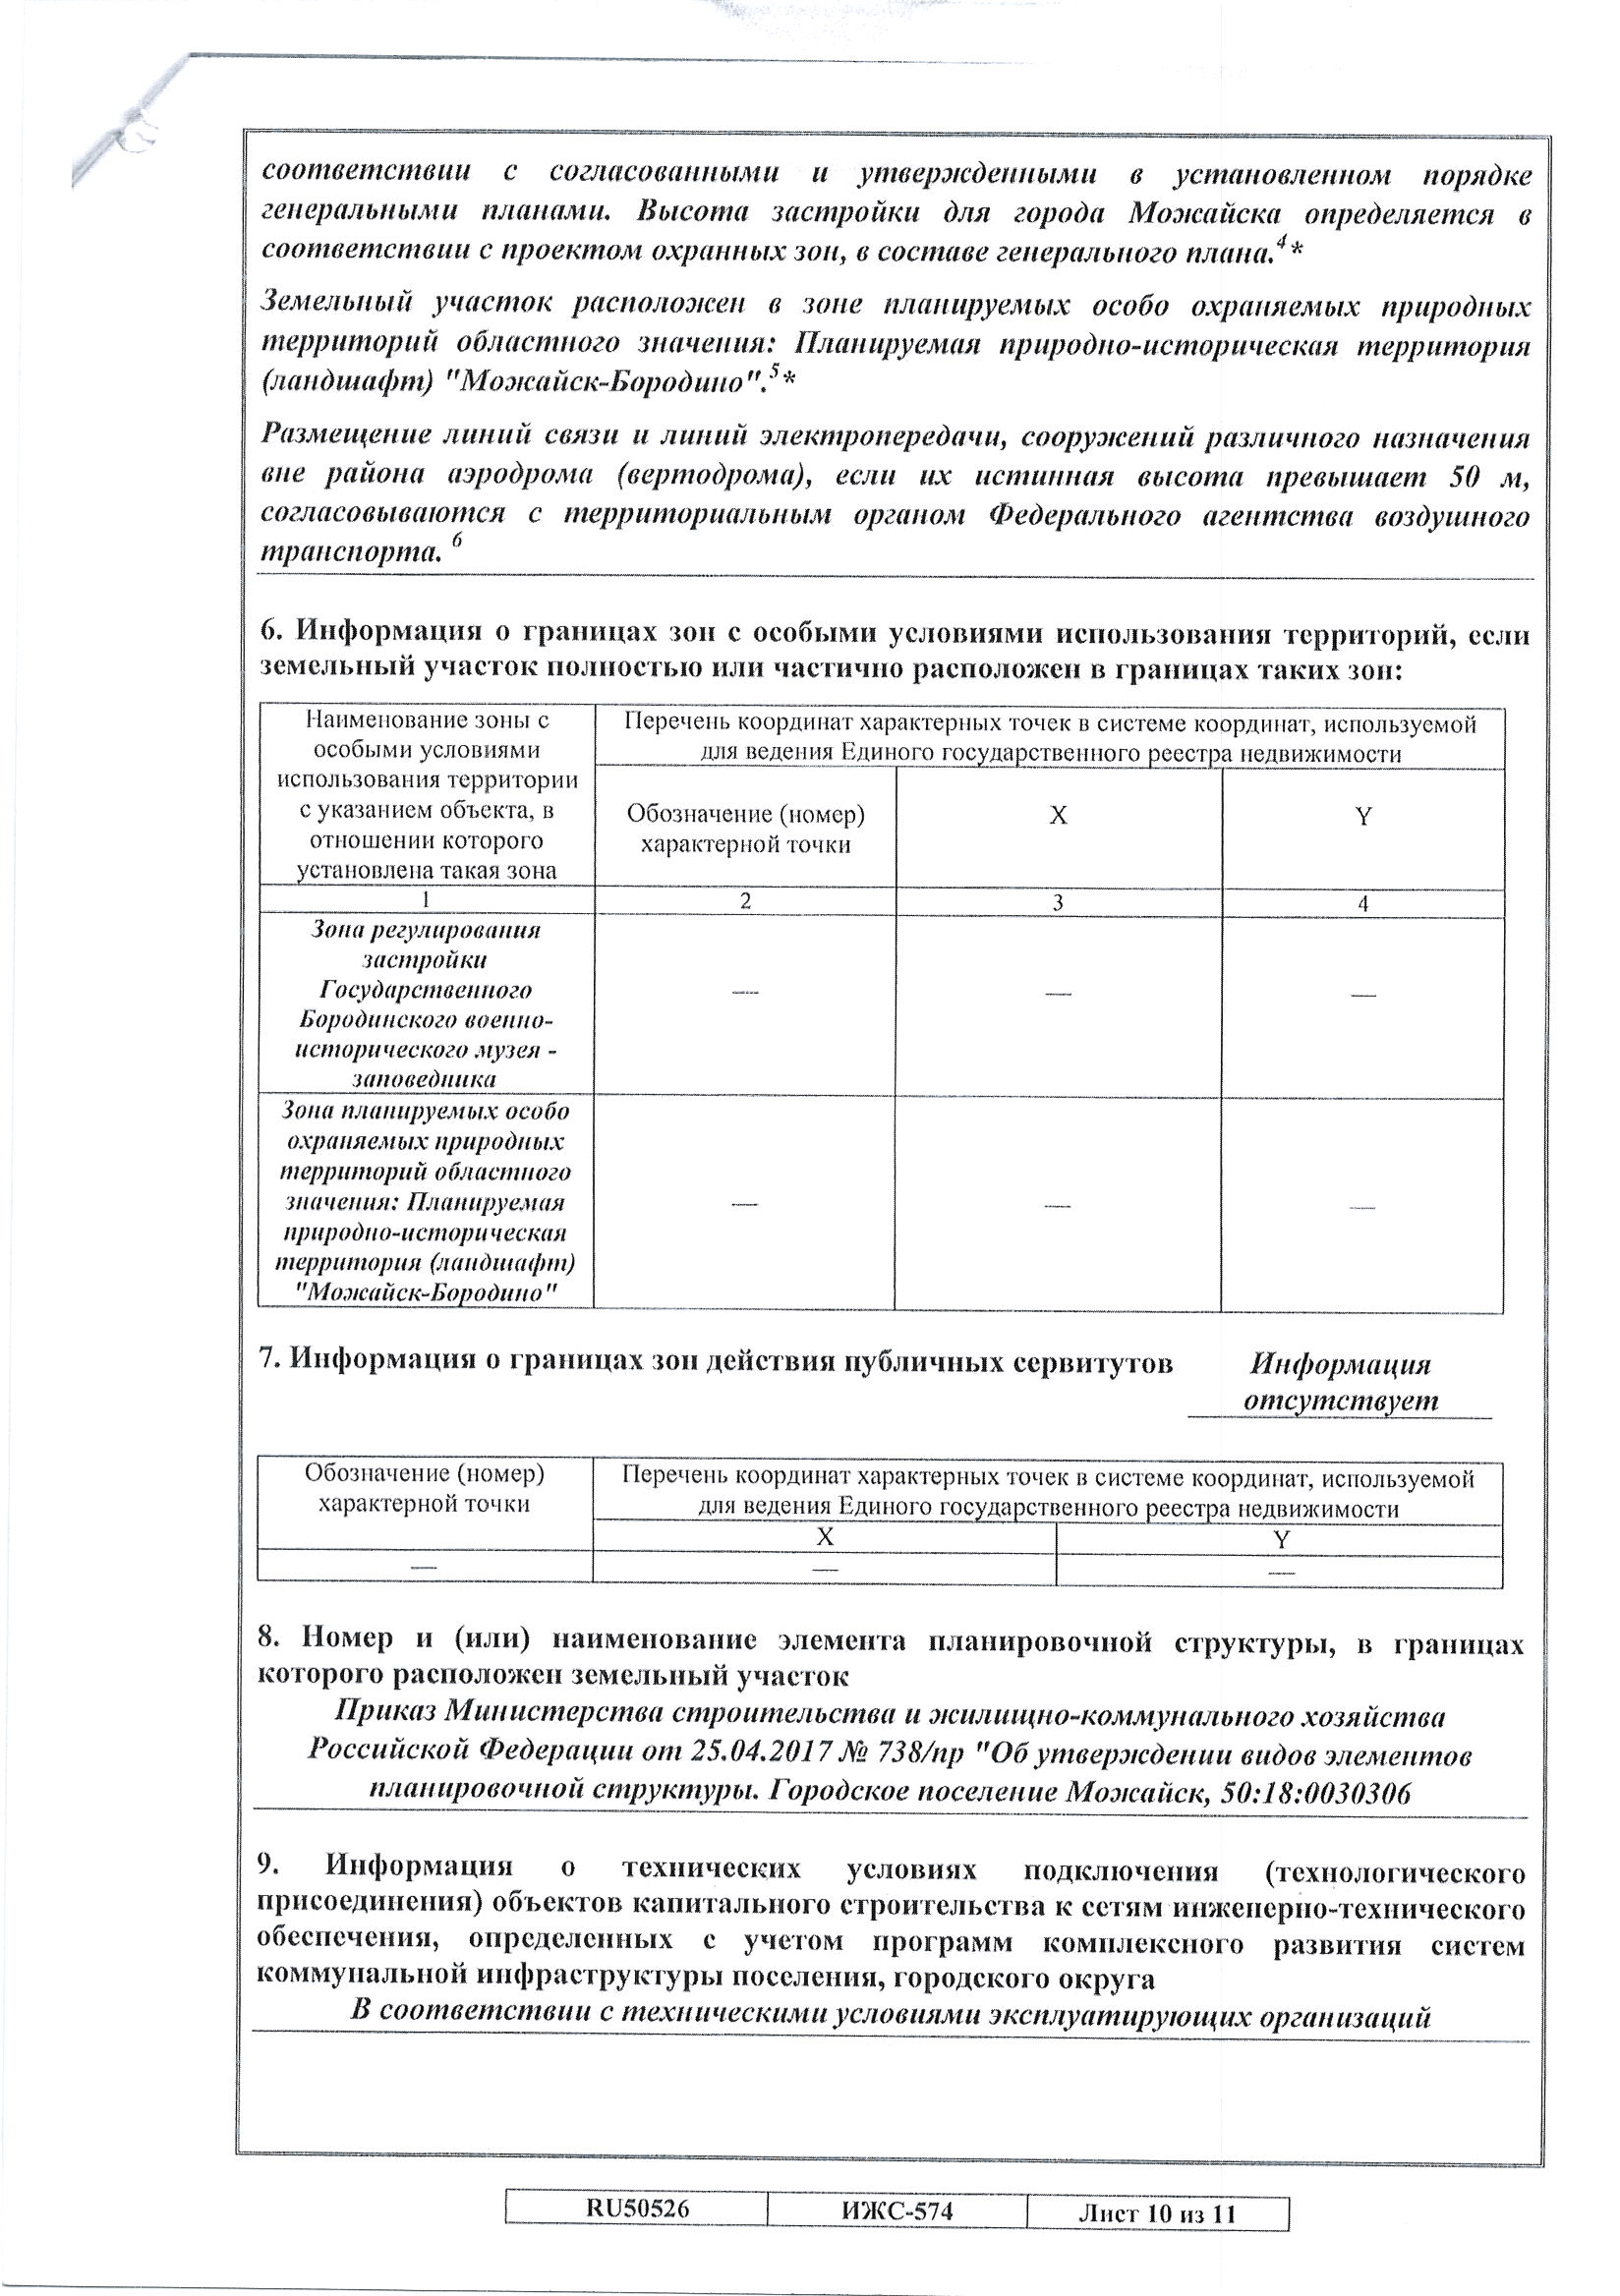 соответствии с согласованными и утвержденными в установленном порядке
генеральными планами. Высота застройки для города Можайска определяется в
соответствии с проектом охранных зон, в составе генерального плана.⁴*
Земельный участок расположен в зоне планируемых особо охраняемых природных
территорий областного значения: Планируемая природно-историческая территория
(ландшафт) "Можайск-Бородино".⁵*
Размещение линий связи и линий электропередачи, сооружений различного назначения
вне района аэродрома (вертодрома), если их истинная высота превышает 50 м,
согласовываются с территориальным органом Федерального агентства воздушного
транспорта. ⁶
6. Информация о границах зон с особыми условиями использования территорий, если
земельный участок полностью или частично расположен в границах таких зон:
Наименование зоны с
особыми условиями
использования территории
с указанием объекта, в
отношении которого
установлена такая зона
Перечень координат характерных точек в системе координат, используемой
для ведения Единого государственного реестра недвижимости
Обозначение (номер)
характерной точки
X
Y
1
2
3
4
Зона регулирования
застройки
Государственного
Бородинского военно-
исторического музея -
заповедника
—
—
—
Зона планируемых особо
охраняемых природных
территорий областного
значения: Планируемая
природно-историческая
территория (ландшафт)
"Можайск-Бородино"
—
—
—
7. Информация о границах зон действия публичных сервитутов
Информация
отсутствует
Обозначение (номер)
характерной точки
Перечень координат характерных точек в системе координат, используемой
для ведения Единого государственного реестра недвижимости
X
Y
—
—
—
8. Номер и (или) наименование элемента планировочной структуры, в границах
которого расположен земельный участок
Приказ Министерства строительства и жилищно-коммунального хозяйства
Российской Федерации от 25.04.2017 № 738/пр "Об утверждении видов элементов
планировочной структуры. Городское поселение Можайск, 50:18:0030306
9. Информация о технических условиях подключения (технологического
присоединения) объектов капитального строительства к сетям инженерно-технического
обеспечения, определенных с учетом программ комплексного развития систем
коммунальной инфраструктуры поселения, городского округа
В соответствии с техническими условиями эксплуатирующих организаций
RU50526
ИЖС-574
Лист 10 из 11